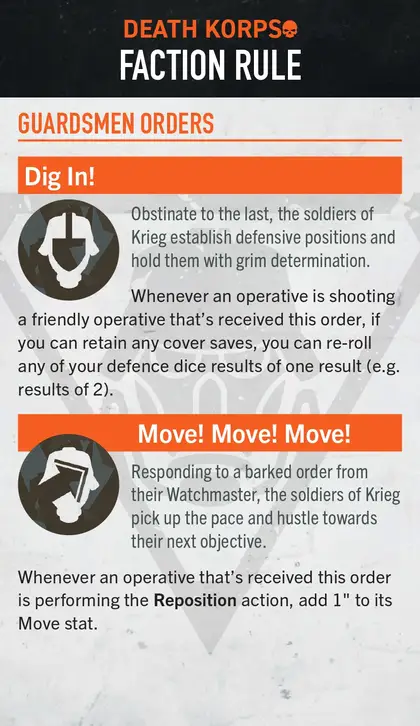 DEATH KORPS
FACTION RULE
GUARDSMEN ORDERS
Dig In!
Obstinate to the last, the soldiers of
Krieg establish defensive positions and
hold them with grim determination.
Whenever an operative is shooting
a friendly operative that’s received this order, if
you can retain any cover saves, you can re-roll
any of your defence dice results of one result (e.g.
results of 2).
Move! Move! Move!
Responding to a barked order from
their Watchmaster, the soldiers of Krieg
pick up the pace and hustle towards
their next objective.
Whenever an operative that’s received this order
is performing the Reposition action, add 1" to its
Move stat.